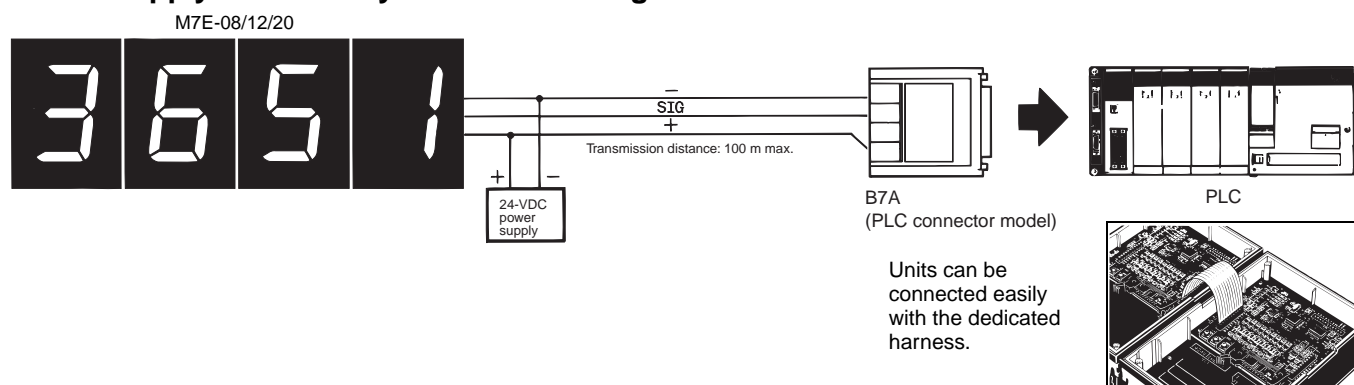 M7E-08/12/20
3651
−
SIG
+
Transmission distance: 100 m max.
+ −
24-VDC
power
supply
B7A
(PLC connector model)
PLC
Units can be
connected easily
with the dedicated
harness.